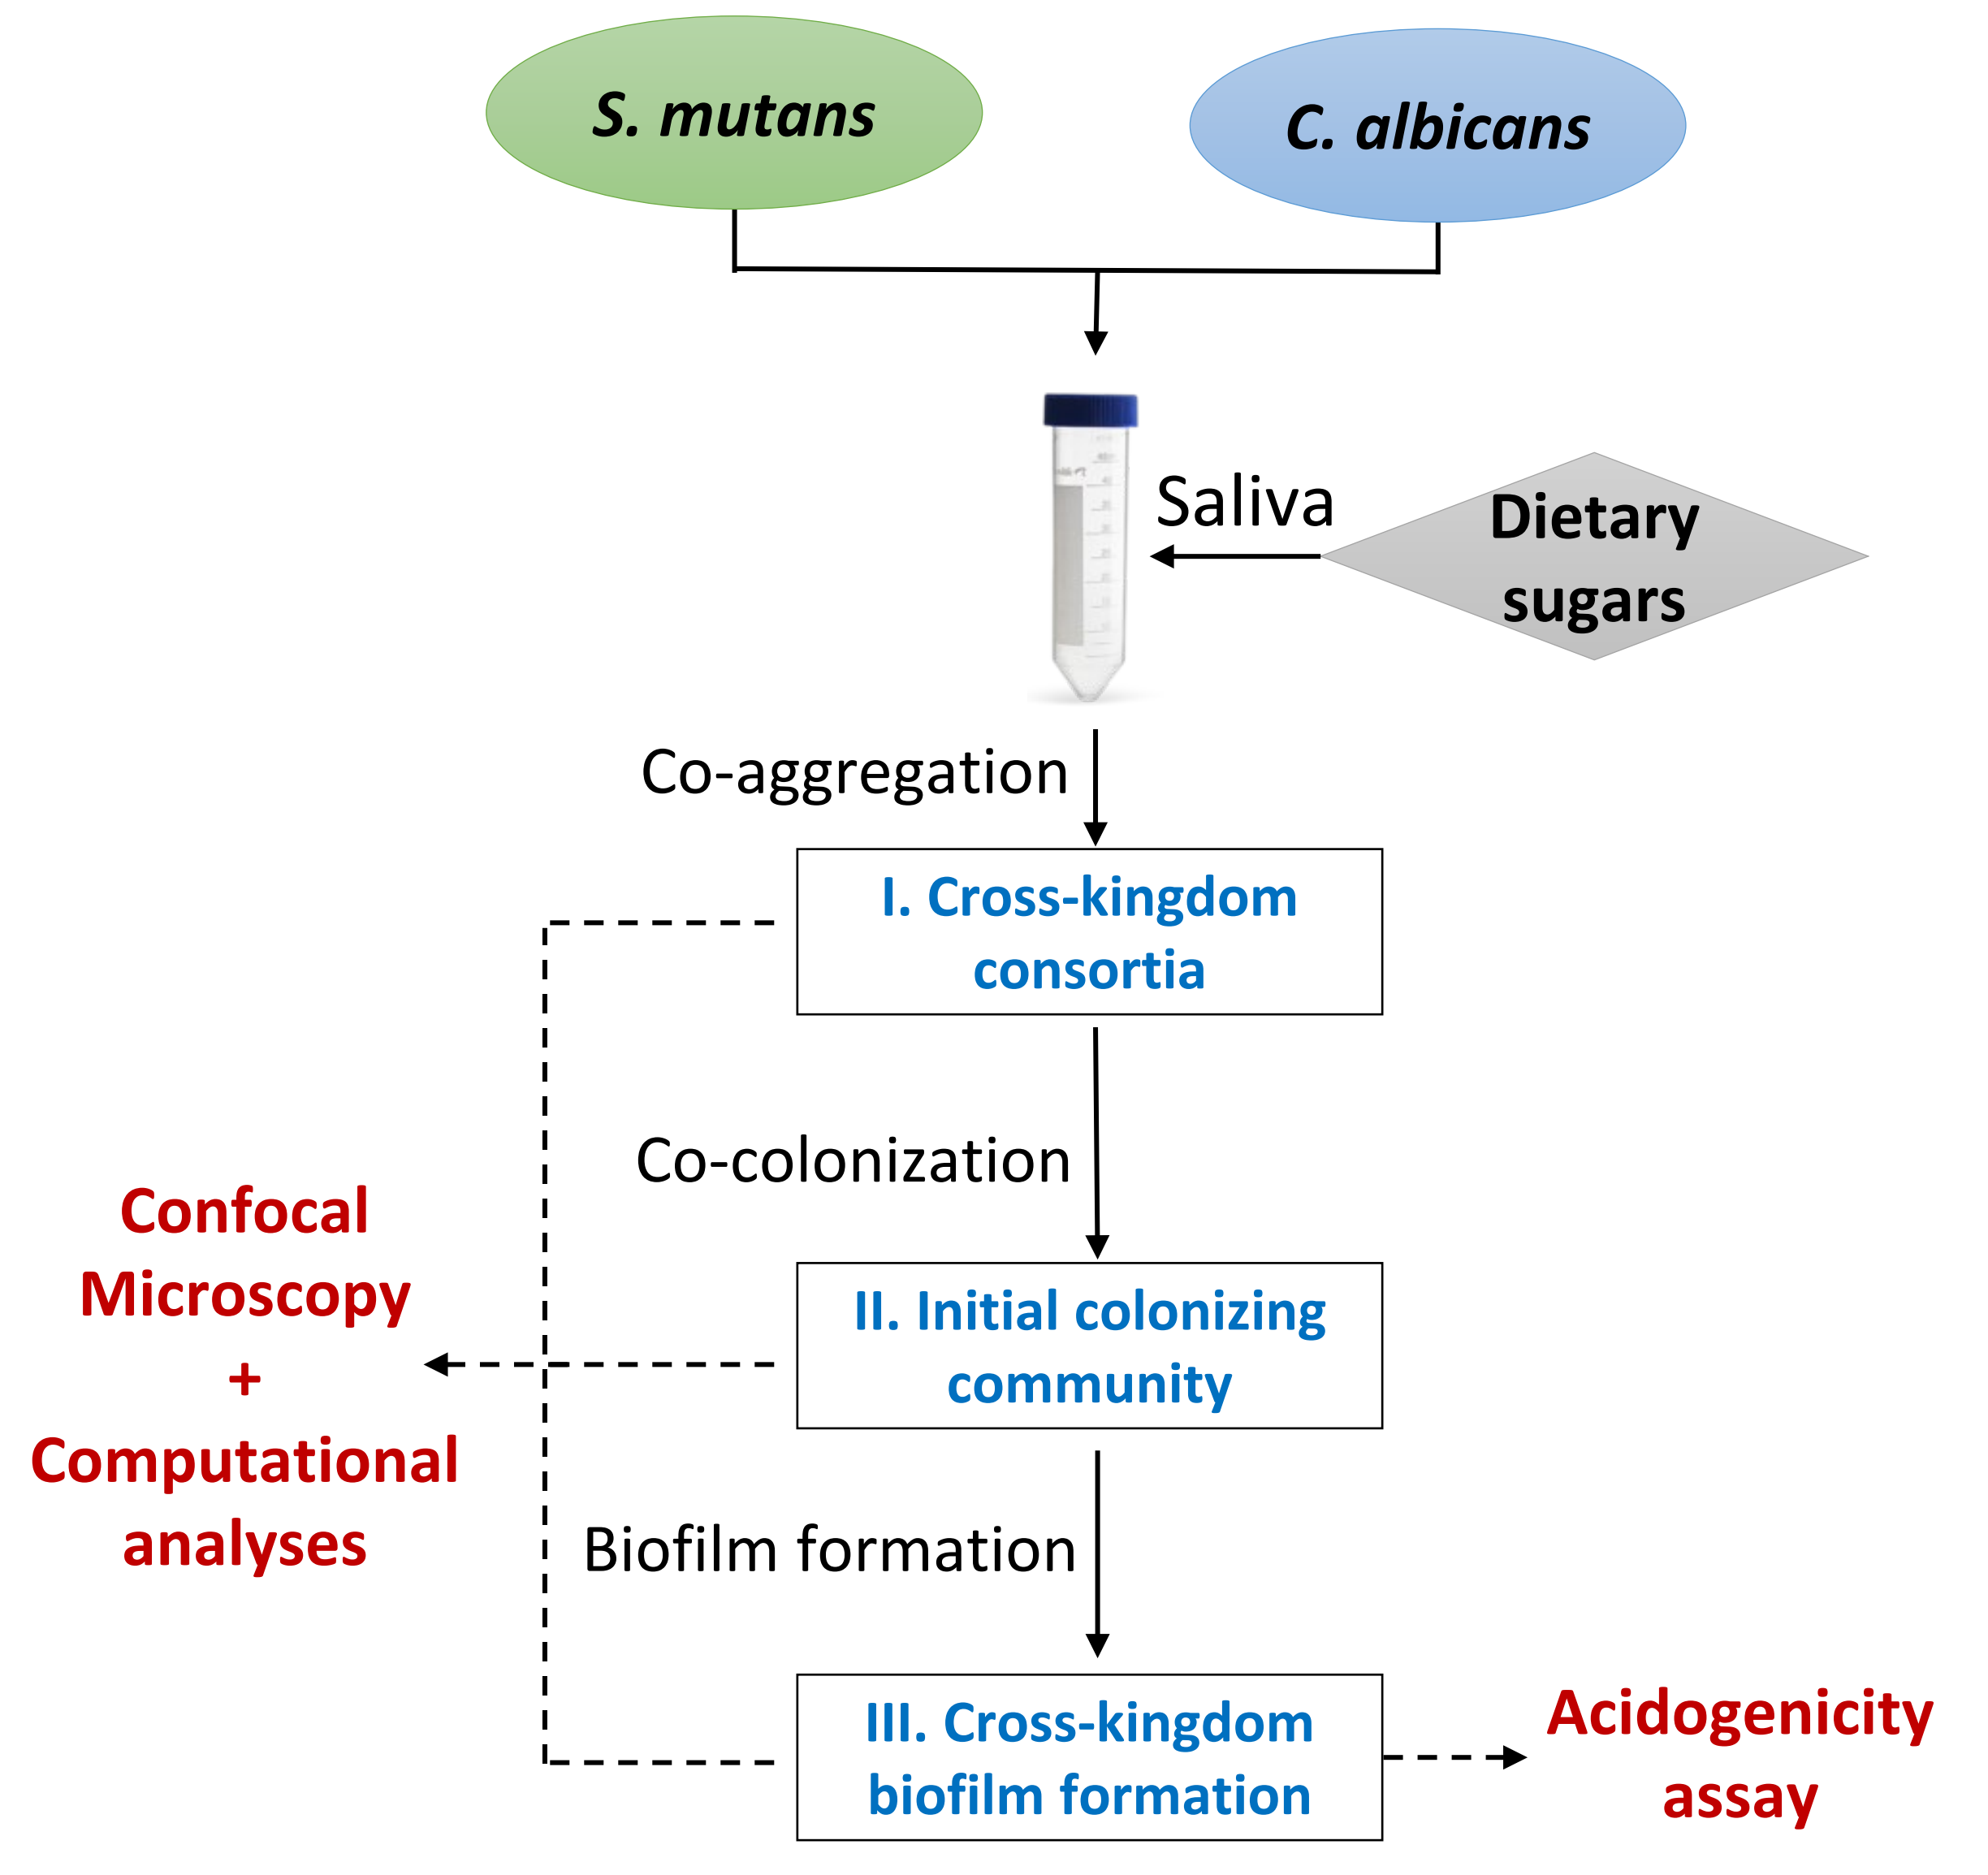 S. mutans
C. albicans
Saliva
Dietary
sugars
Co-aggregation
I. Cross-kingdom
consortia
Co-colonization
Confocal
Microscopy
+
Computational
analyses
II. Initial colonizing
community
Biofilm formation
III. Cross-kingdom
biofilm formation
Acidogenicity
assay